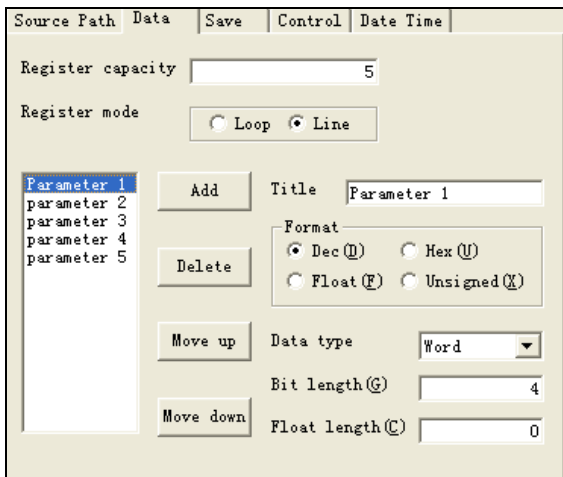 Source Path Data Save Control Date Time
Register capacity 5
Register mode Loop Line
Parameter 1
parameter 2
parameter 3
parameter 4
parameter 5
Add
Delete
Move up
Move down
Title Parameter 1
Format
Dec(D) Hex(U)
Float(F) Unsigned(X)
Data type Word
Bit length(G) 4
Float length(C) 0